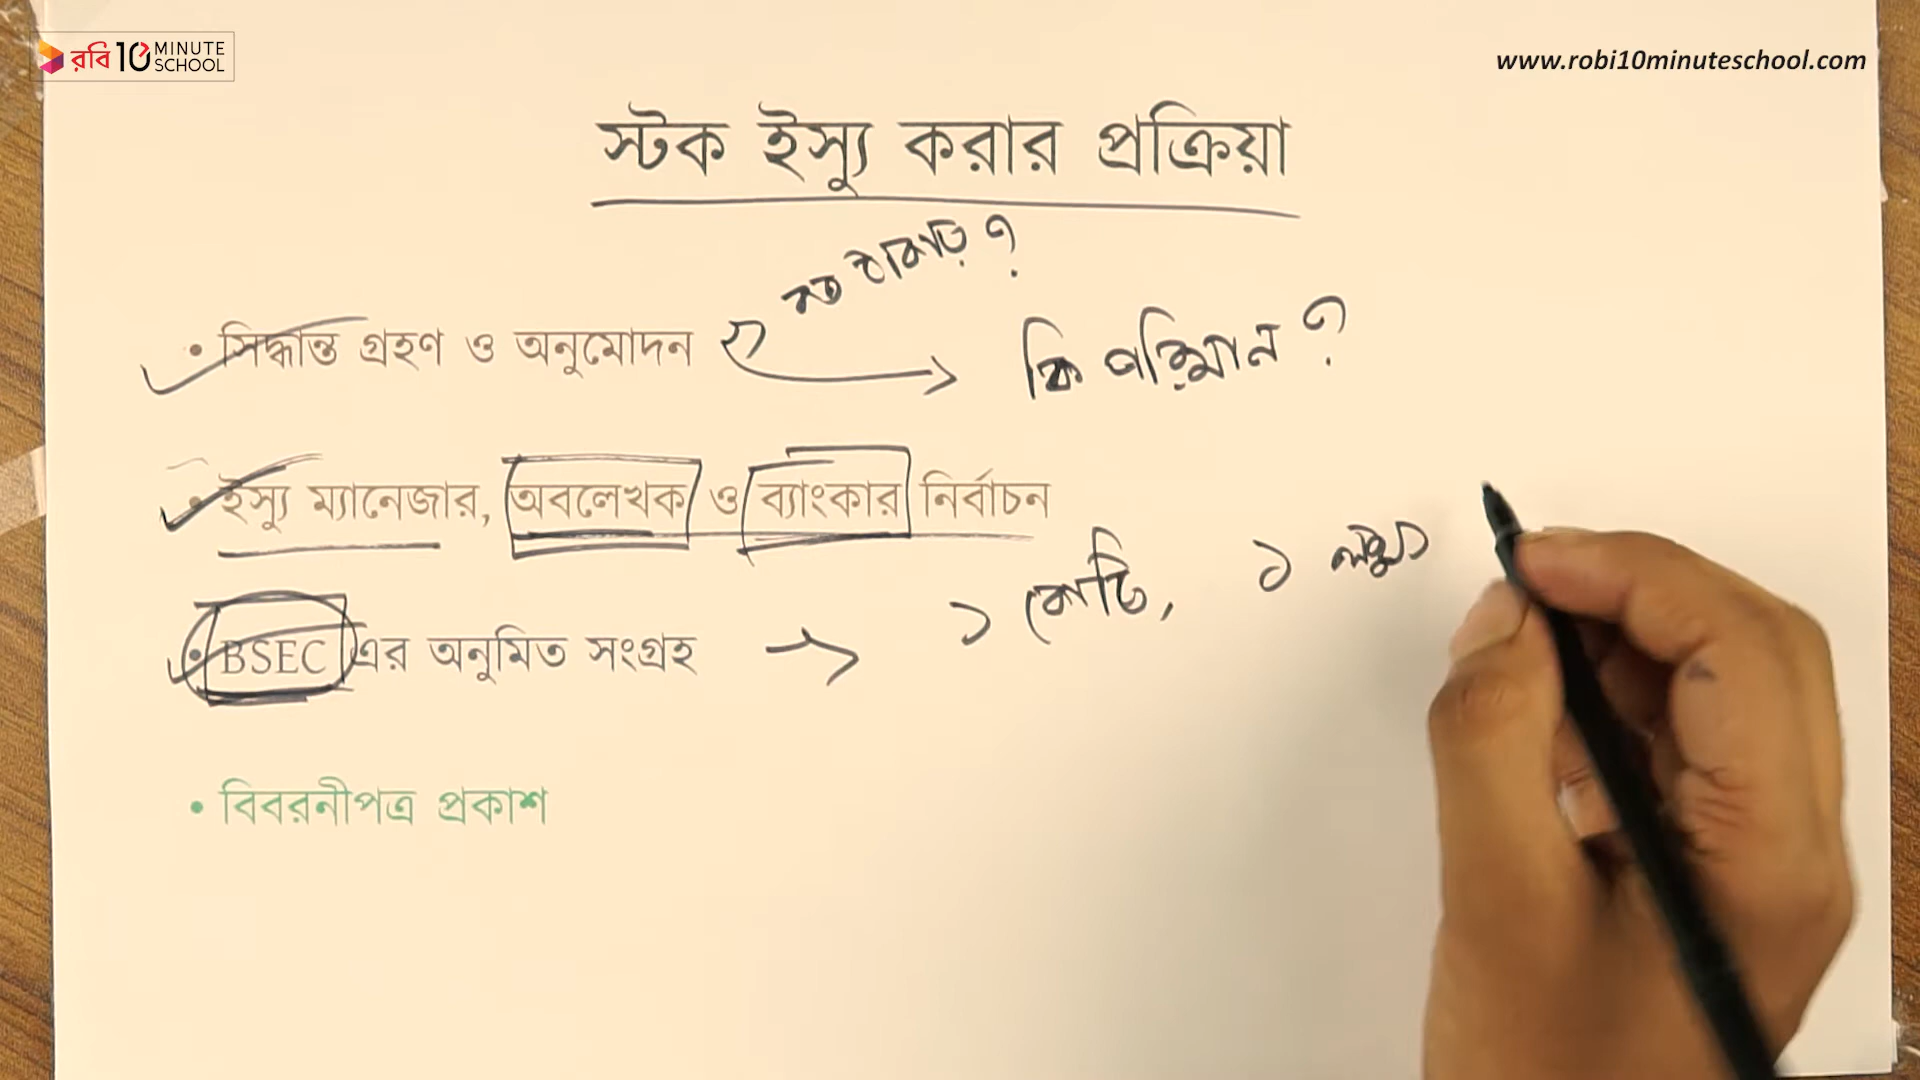 রবি 10 MINUTE SCHOOL
www.robi10minuteschool.com
স্টক ইস্যু করার প্রক্রিয়া
কত টাকার ?
• সিদ্ধান্ত গ্রহণ ও অনুমোদন
কি পরিমান ?
• ইস্যু ম্যানেজার, অবলেখক ও ব্যাংকার নির্বাচন
১ কোটি, ১ লক্ষ্য
• BSEC এর অনুমিত সংগ্রহ
• বিবরনীপত্র প্রকাশ